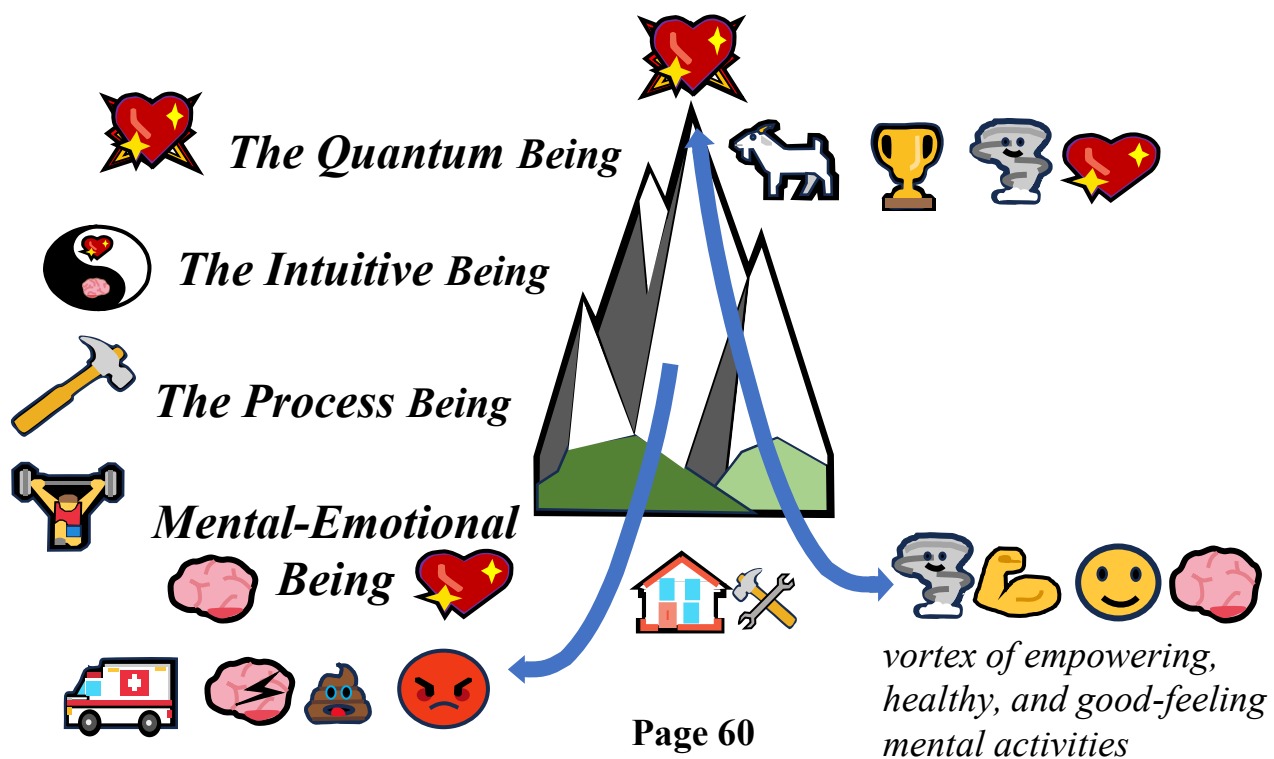 The Quantum Being
The Intuitive Being
The Process Being
Mental-Emotional
Being
vortex of empowering,
healthy, and good-feeling
mental activities
Page 60